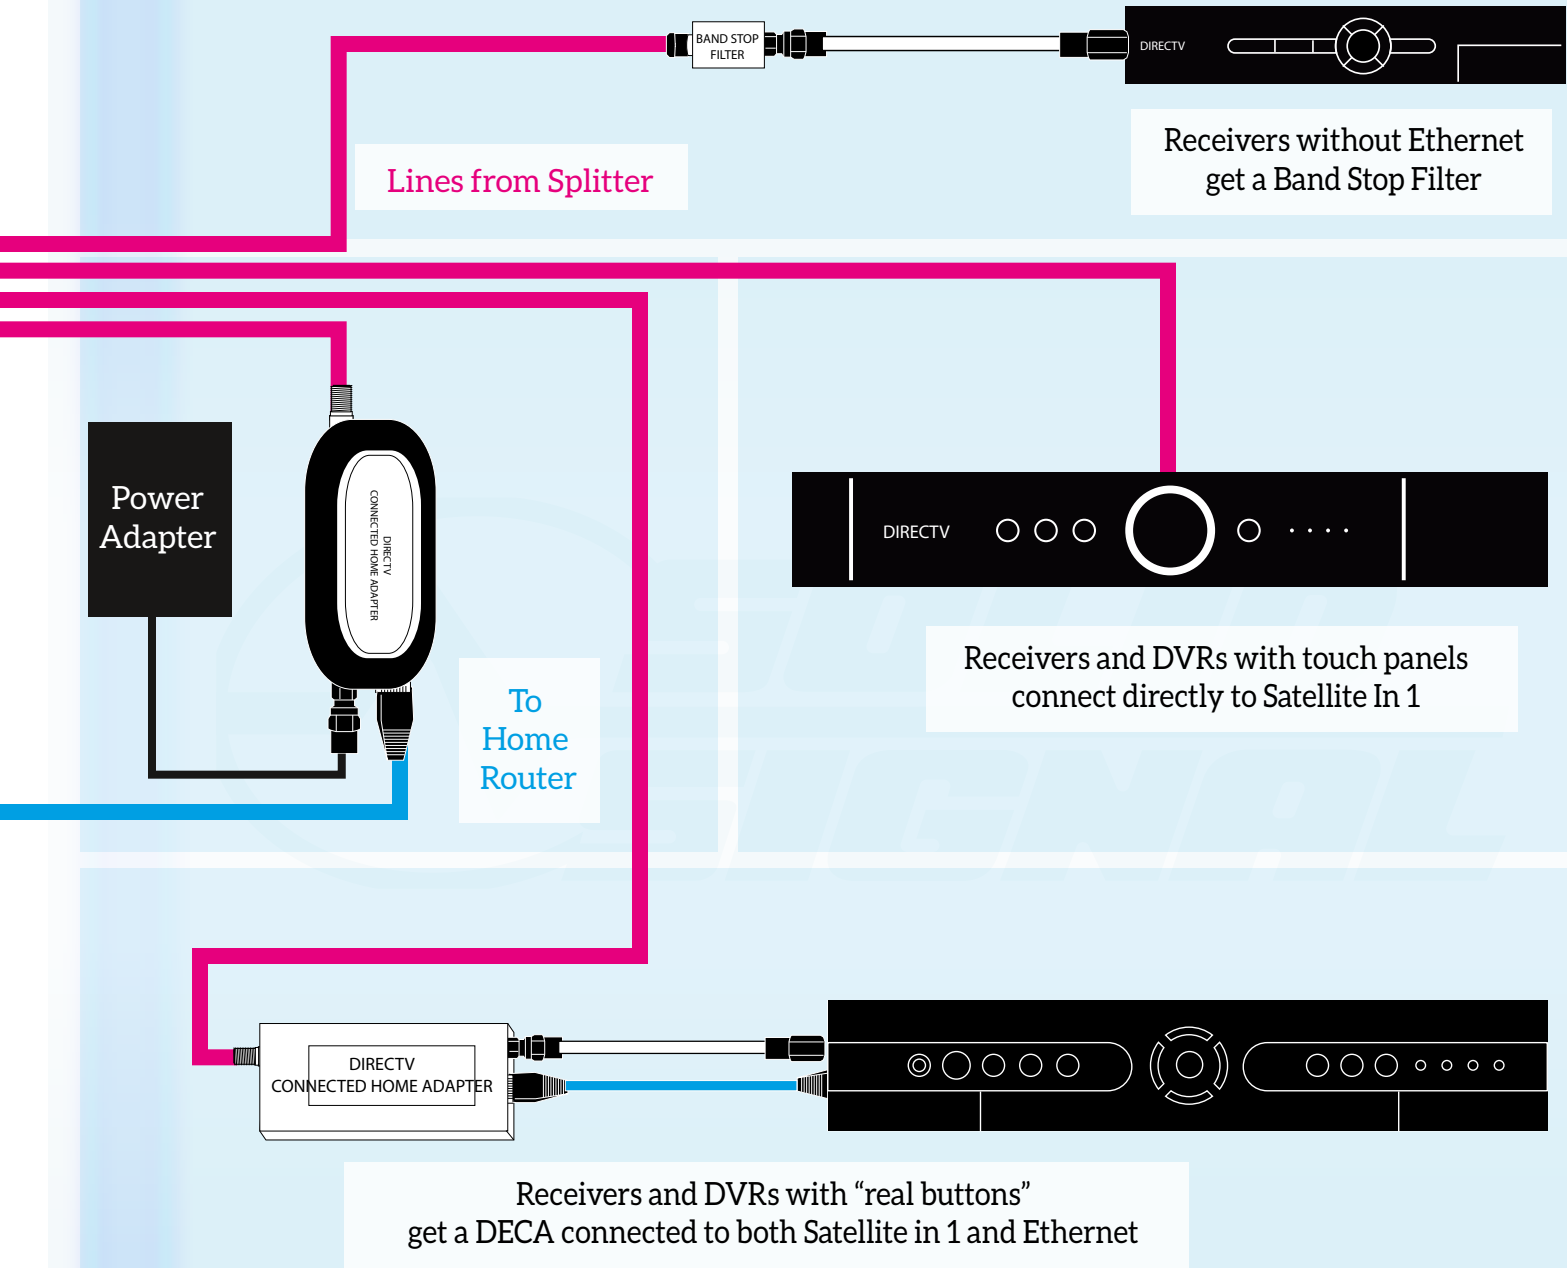 BAND STOP
FILTER
DIRECTV
Receivers without Ethernet
get a Band Stop Filter
Lines from Splitter
Power
Adapter
DIRECTV
CONNECTED HOME ADAPTER
DIRECTV
Receivers and DVRs with touch panels
connect directly to Satellite In 1
To
Home
Router
SOLID
SIGNAL
DIRECTV
CONNECTED HOME ADAPTER
Receivers and DVRs with “real buttons”
get a DECA connected to both Satellite in 1 and Ethernet